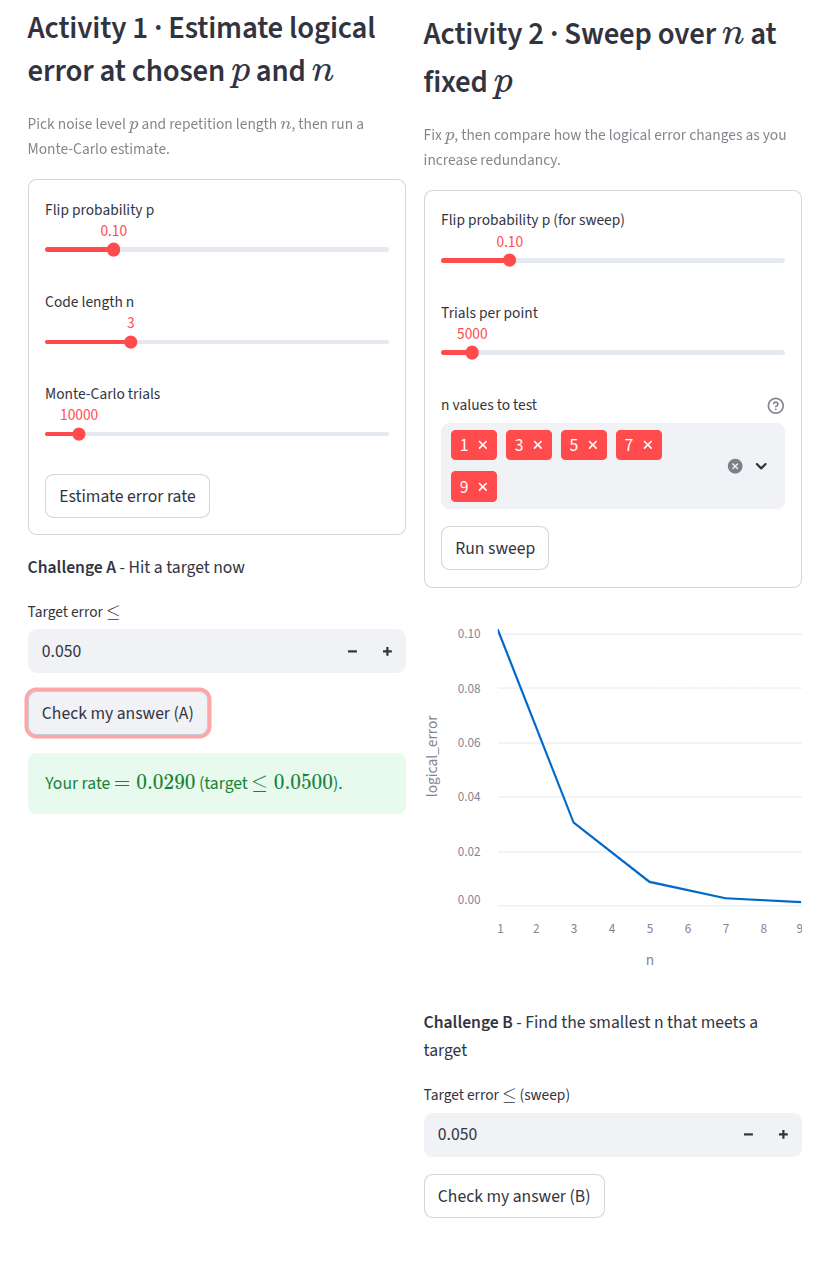 Activity 1 · Estimate logical
error at chosen p and n
Pick noise level p and repetition length n, then run a
Monte-Carlo estimate.
Flip probability p
0.10
Code length n
3
Monte-Carlo trials
10000
Estimate error rate
Challenge A - Hit a target now
Target error ≤
0.050
− +
Check my answer (A)
Your rate = 0.0290 (target ≤ 0.0500).
Activity 2 · Sweep over n at
fixed p
Fix p, then compare how the logical error changes as you
increase redundancy.
Flip probability p (for sweep)
0.10
Trials per point
5000
n values to test
1 × 3 × 5 × 7 ×
9 ×
Run sweep
logical_error
0.10
0.08
0.06
0.04
0.02
0.00
1 2 3 4 5 6 7 8 9
n
Challenge B - Find the smallest n that meets a
target
Target error ≤ (sweep)
0.050
− +
Check my answer (B)